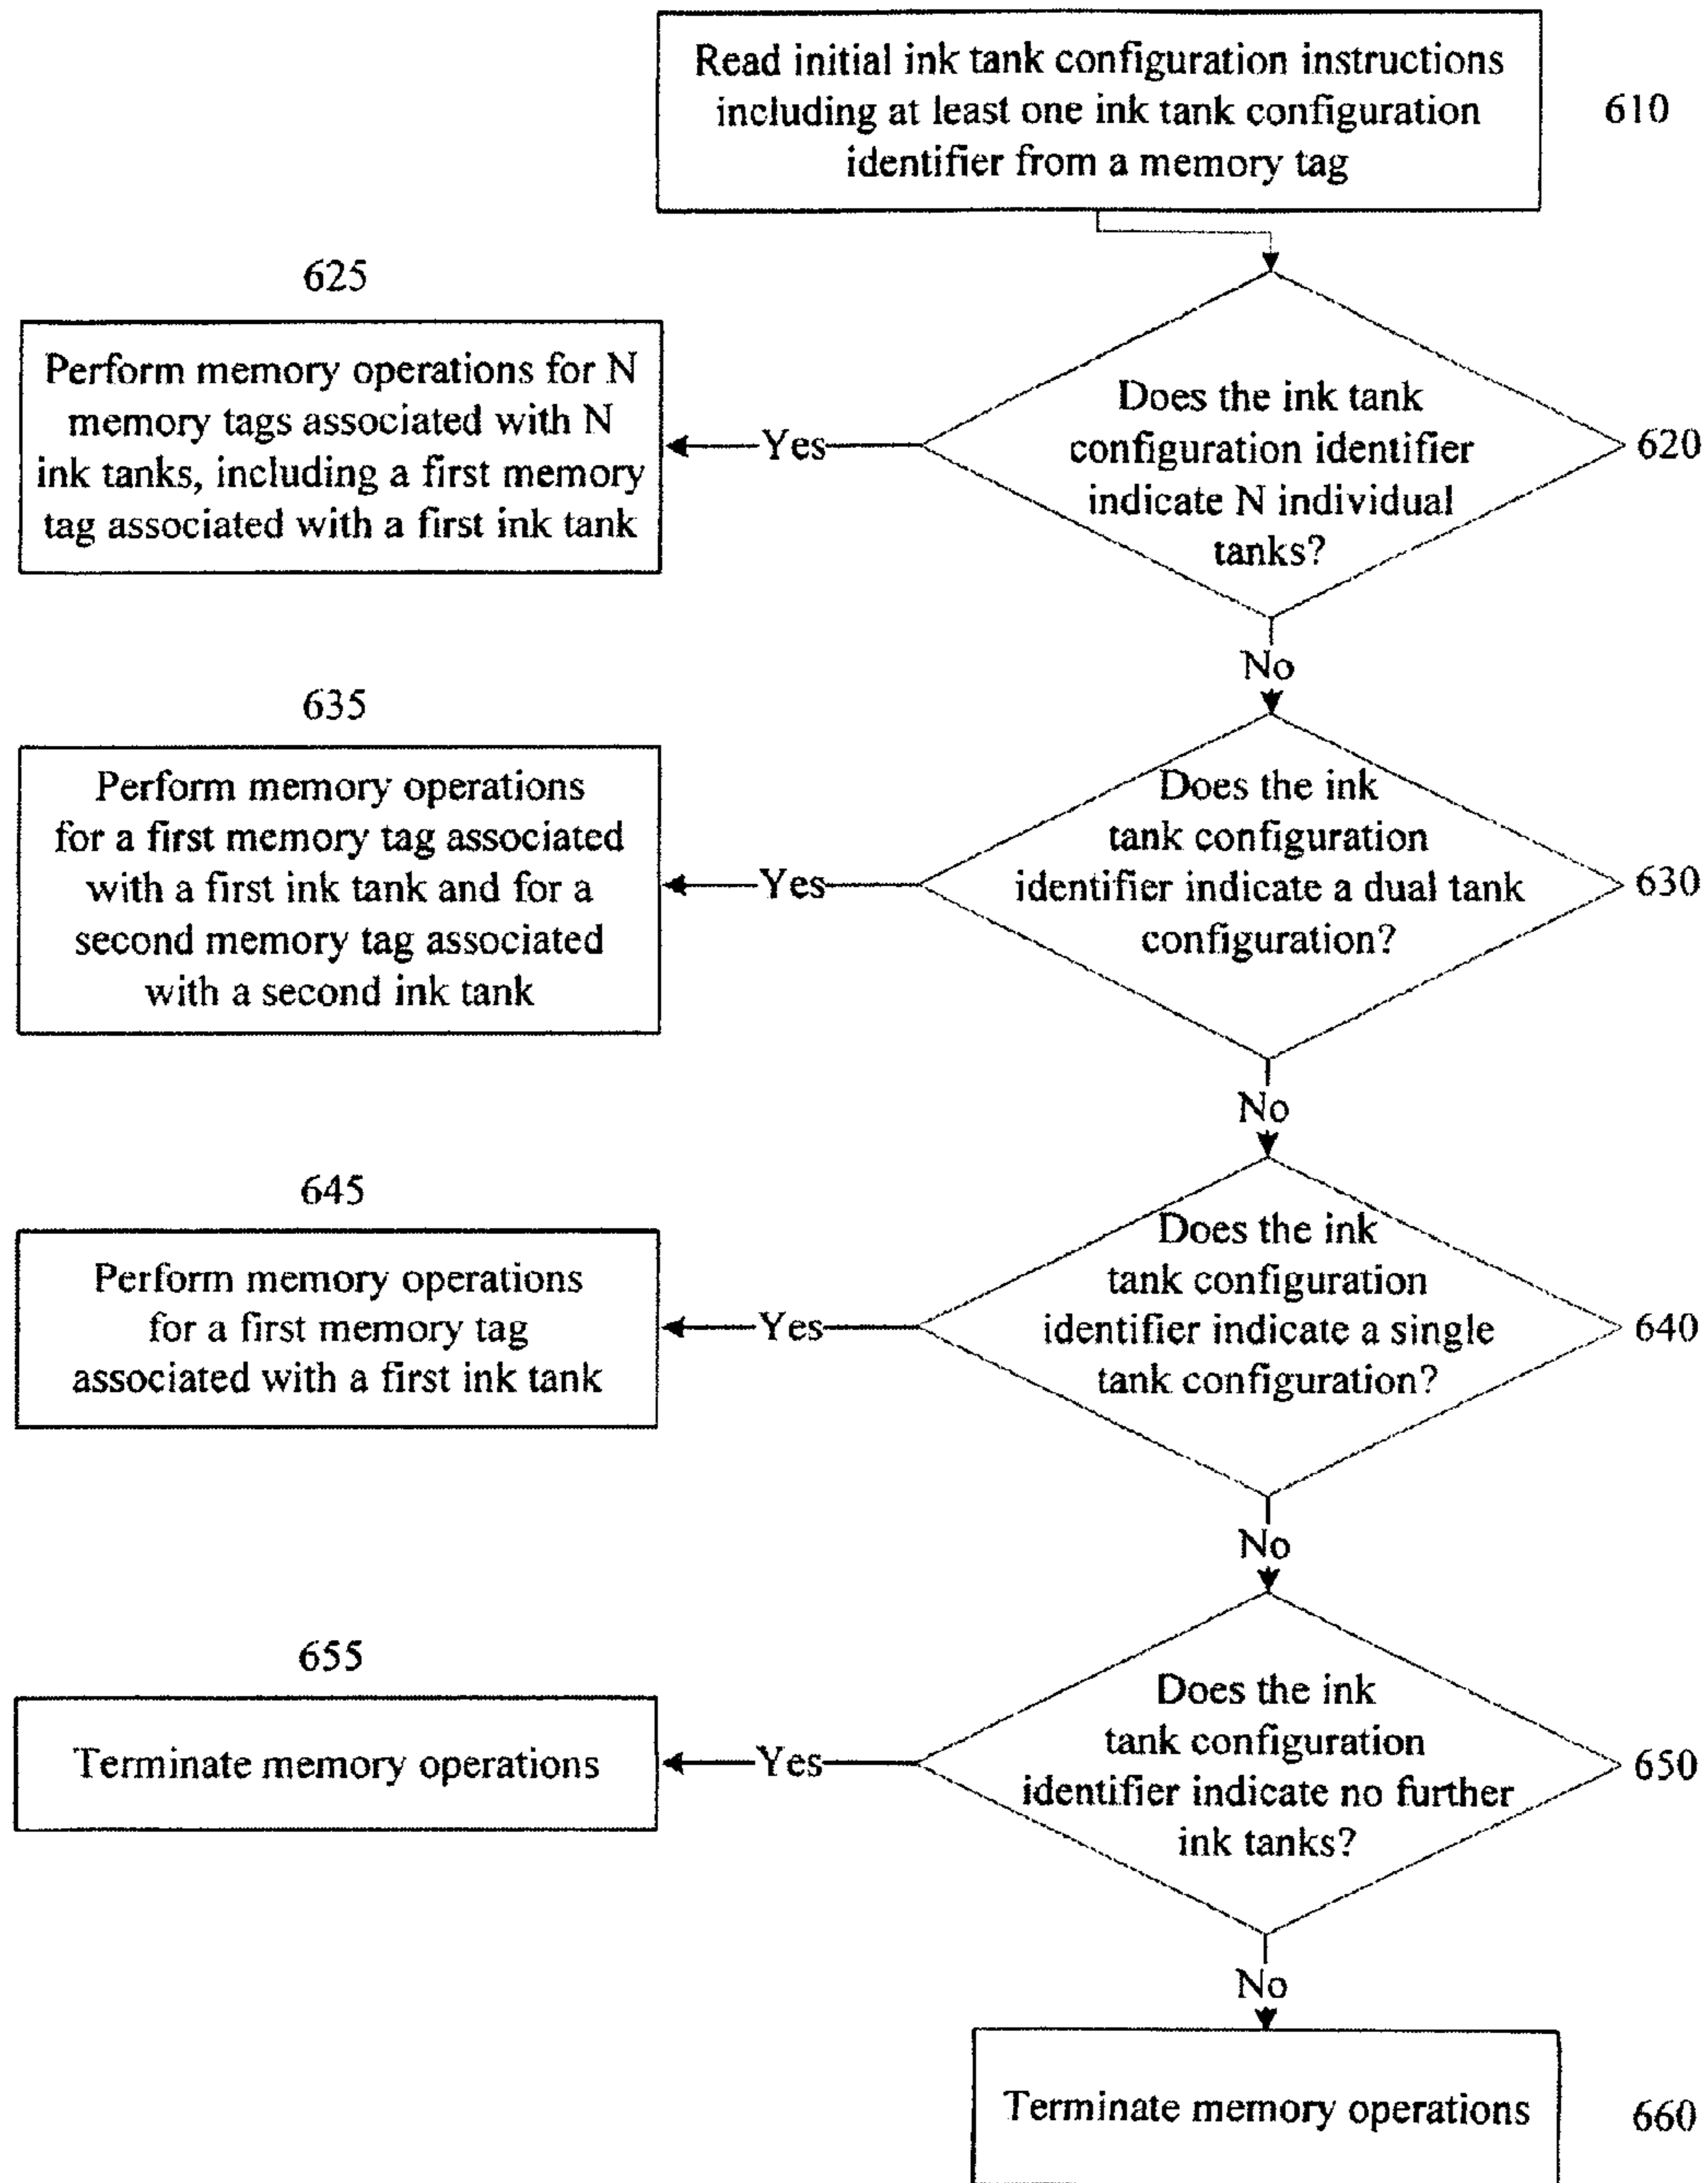 Read initial ink tank configuration instructions
including at least one ink tank configuration
identifier from a memory tag
610
625
Perform memory operations for N
memory tags associated with N
ink tanks, including a first memory
tag associated with a first ink tank
Yes
Does the ink tank
configuration identifier
indicate N individual
tanks?
620
No
635
Perform memory operations
for a first memory tag associated
with a first ink tank and for a
second memory tag associated
with a second ink tank
Yes
Does the ink
tank configuration
identifier indicate a dual tank
configuration?
630
No
645
Perform memory operations
for a first memory tag
associated with a first ink tank
Yes
Does the ink
tank configuration
identifier indicate a single
tank configuration?
640
No
655
Terminate memory operations
Yes
Does the ink
tank configuration
identifier indicate no further
ink tanks?
650
No
Terminate memory operations
660